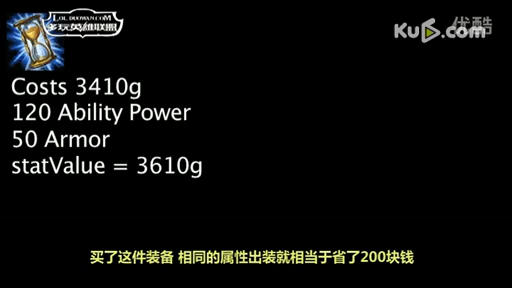 LOL.DUOWAN.COM
多玩英雄联盟
Ku6.com
优酷
Costs 3410g
120 Ability Power
50 Armor
statValue = 3610g
买了这件装备 相同的属性出装就相当于省了200块钱